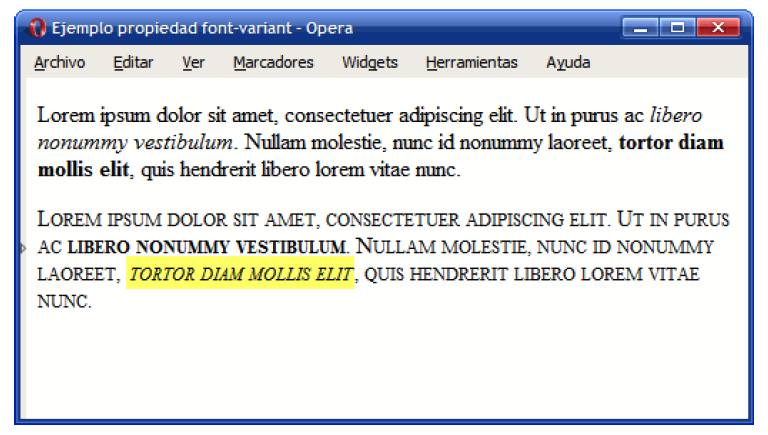 Ejemplo propiedad font-variant - Opera
Archivo Editar Ver Marcadores Widgets Herramientas Ayuda
Lorem ipsum dolor sit amet, consectetuer adipiscing elit. Ut in purus ac libero
nonummy vestibulum. Nullam molestie, nunc id nonummy laoreet, tortor diam
mollis elit, quis hendrerit libero lorem vitae nunc.
Lorem ipsum dolor sit amet, consectetuer adipiscing elit. Ut in purus
ac libero nonummy vestibulum. Nullam molestie, nunc id nonummy
laoreet, tortor diam mollis elit, quis hendrerit libero lorem vitae
nunc.